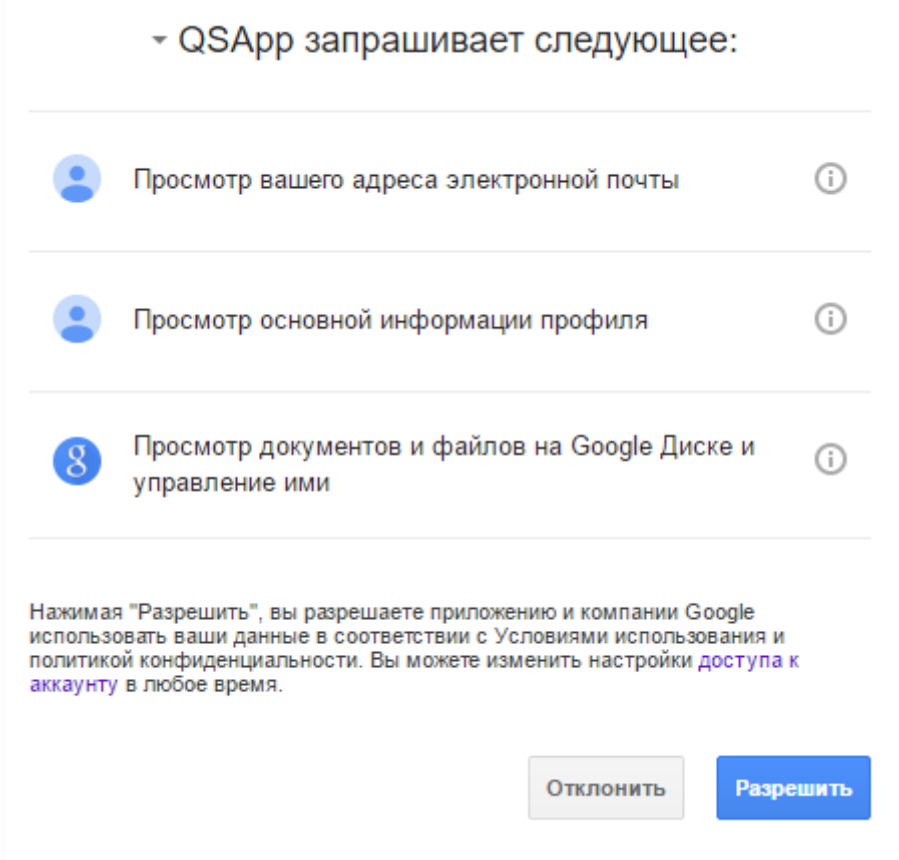 QSApp запрашивает следующее:
Просмотр вашего адреса электронной почты
Просмотр основной информации профиля
g
Просмотр документов и файлов на Google Диске и
управление ими
Нажимая "Разрешить", вы разрешаете приложению и компании Google
использовать ваши данные в соответствии с Условиями использования и
политикой конфиденциальности. Вы можете изменить настройки доступа к
аккаунту в любое время.
Отклонить Разрешить